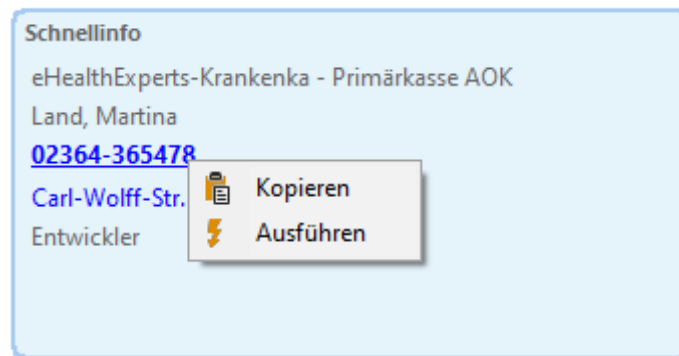 Schnellinfo
eHealthExperts-Krankenka - Primärkasse AOK
Land, Martina
02364-365478
Carl-Wolff-Str.
Entwickler
Kopieren
Ausführen